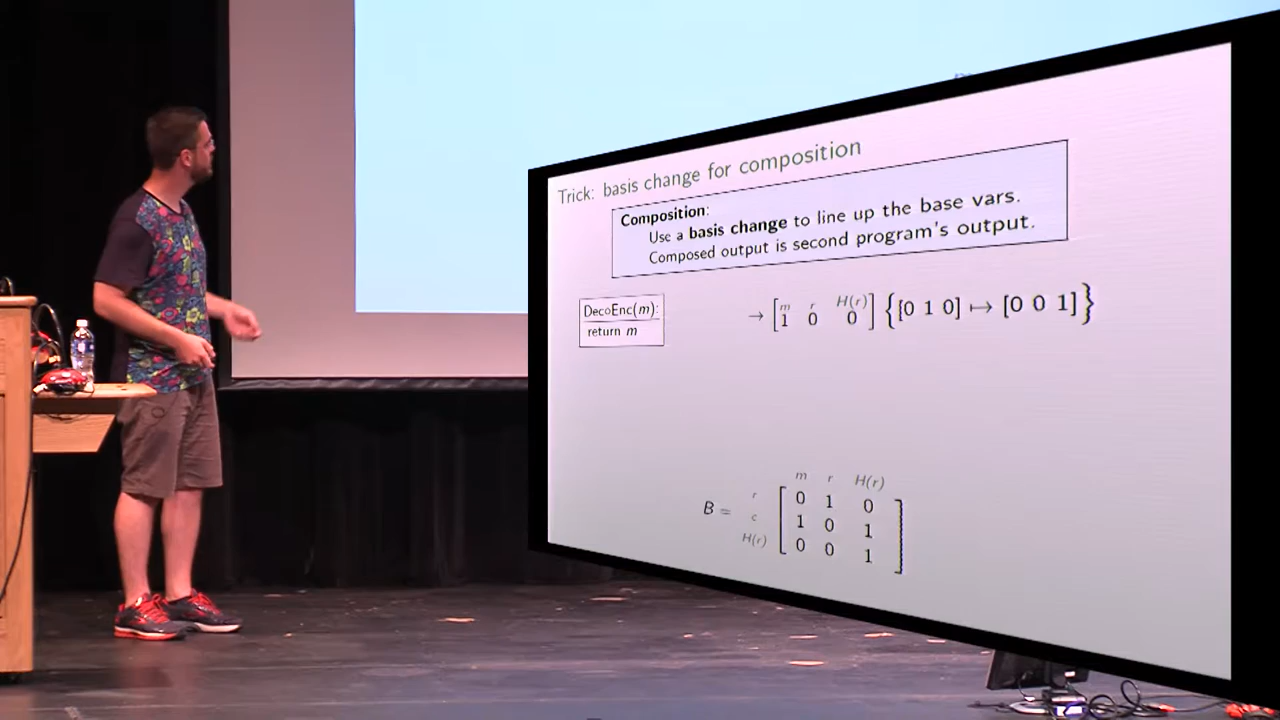 Trick: basis change for composition
Composition:
Use a basis change to line up the base vars.
Composed output is second program's output.
DecoEnc(m):
return m
m r H(r)
→ [1 0 0] {[0 1 0] ↦ [0 0 1]}
m r H(r)
r 0 1 0
B = c 1 0 1
H(r) 0 0 1